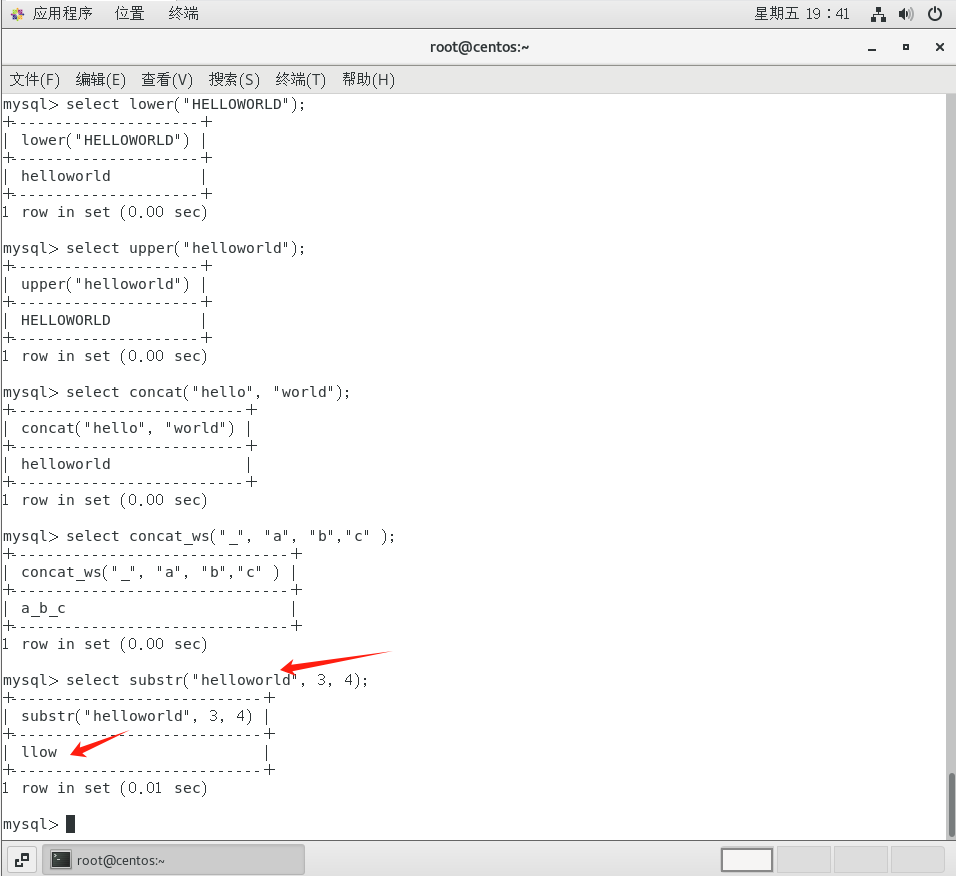 应用程序 位置 终端 星期五 19：41
root@centos:~
文件(F) 编辑(E) 查看(V) 搜索(S) 终端(T) 帮助(H)
mysql> select lower("HELLOWORLD");
+---------------------+
| lower("HELLOWORLD") |
+---------------------+
| helloworld          |
+---------------------+
1 row in set (0.00 sec)
mysql> select upper("helloworld");
+---------------------+
| upper("helloworld") |
+---------------------+
| HELLOWORLD          |
+---------------------+
1 row in set (0.00 sec)
mysql> select concat("hello", "world");
+--------------------------+
| concat("hello", "world") |
+--------------------------+
| helloworld               |
+--------------------------+
1 row in set (0.00 sec)
mysql> select concat_ws("_", "a", "b","c" );
+-------------------------------+
| concat_ws("_", "a", "b","c" ) |
+-------------------------------+
| a_b_c                         |
+-------------------------------+
1 row in set (0.00 sec)
mysql> select substr("helloworld", 3, 4);
+----------------------------+
| substr("helloworld", 3, 4) |
+----------------------------+
| llow                       |
+----------------------------+
1 row in set (0.01 sec)
mysql>
root@centos:~